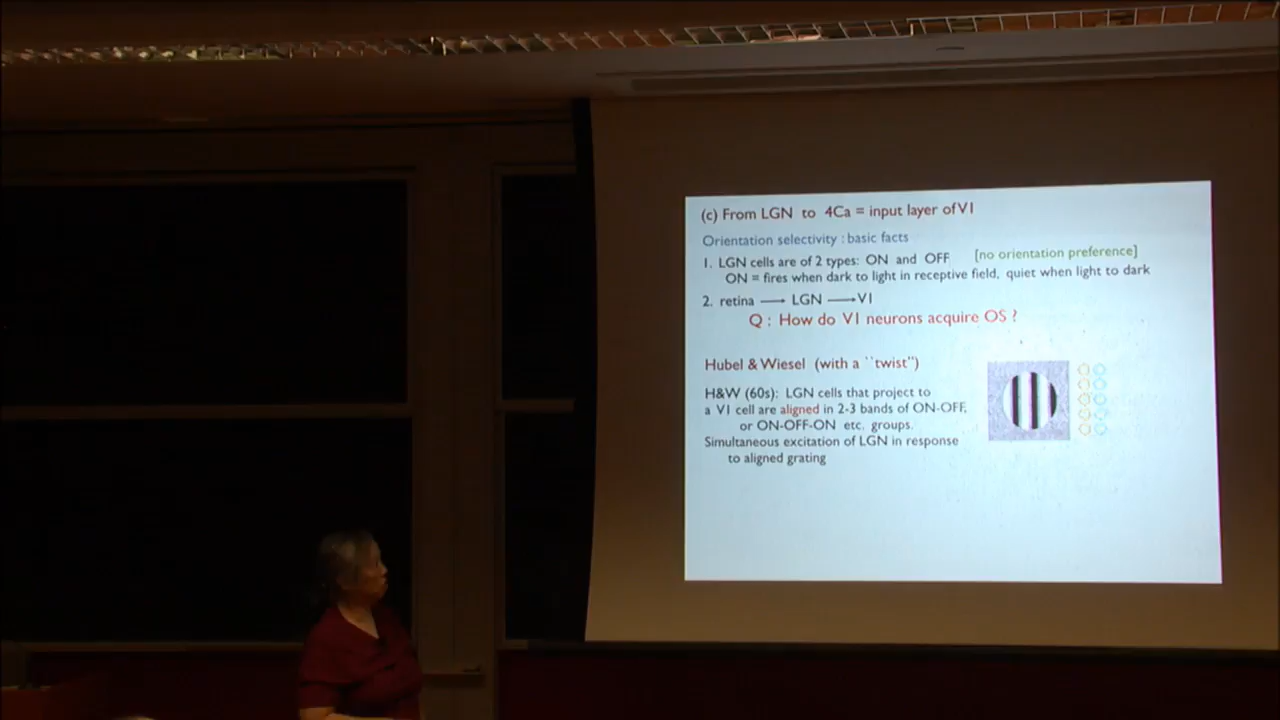 (c) From LGN to 4Ca = input layer of V1
Orientation selectivity : basic facts
1. LGN cells are of 2 types: ON and OFF [no orientation preference]
ON = fires when dark to light in receptive field, quiet when light to dark
2. retina → LGN → V1
Q : How do V1 neurons acquire OS ?
Hubel & Wiesel (with a ``twist")
H&W (60s): LGN cells that project to
a V1 cell are aligned in 2-3 bands of ON-OFF,
or ON-OFF-ON etc. groups.
Simultaneous excitation of LGN in response
to aligned grating